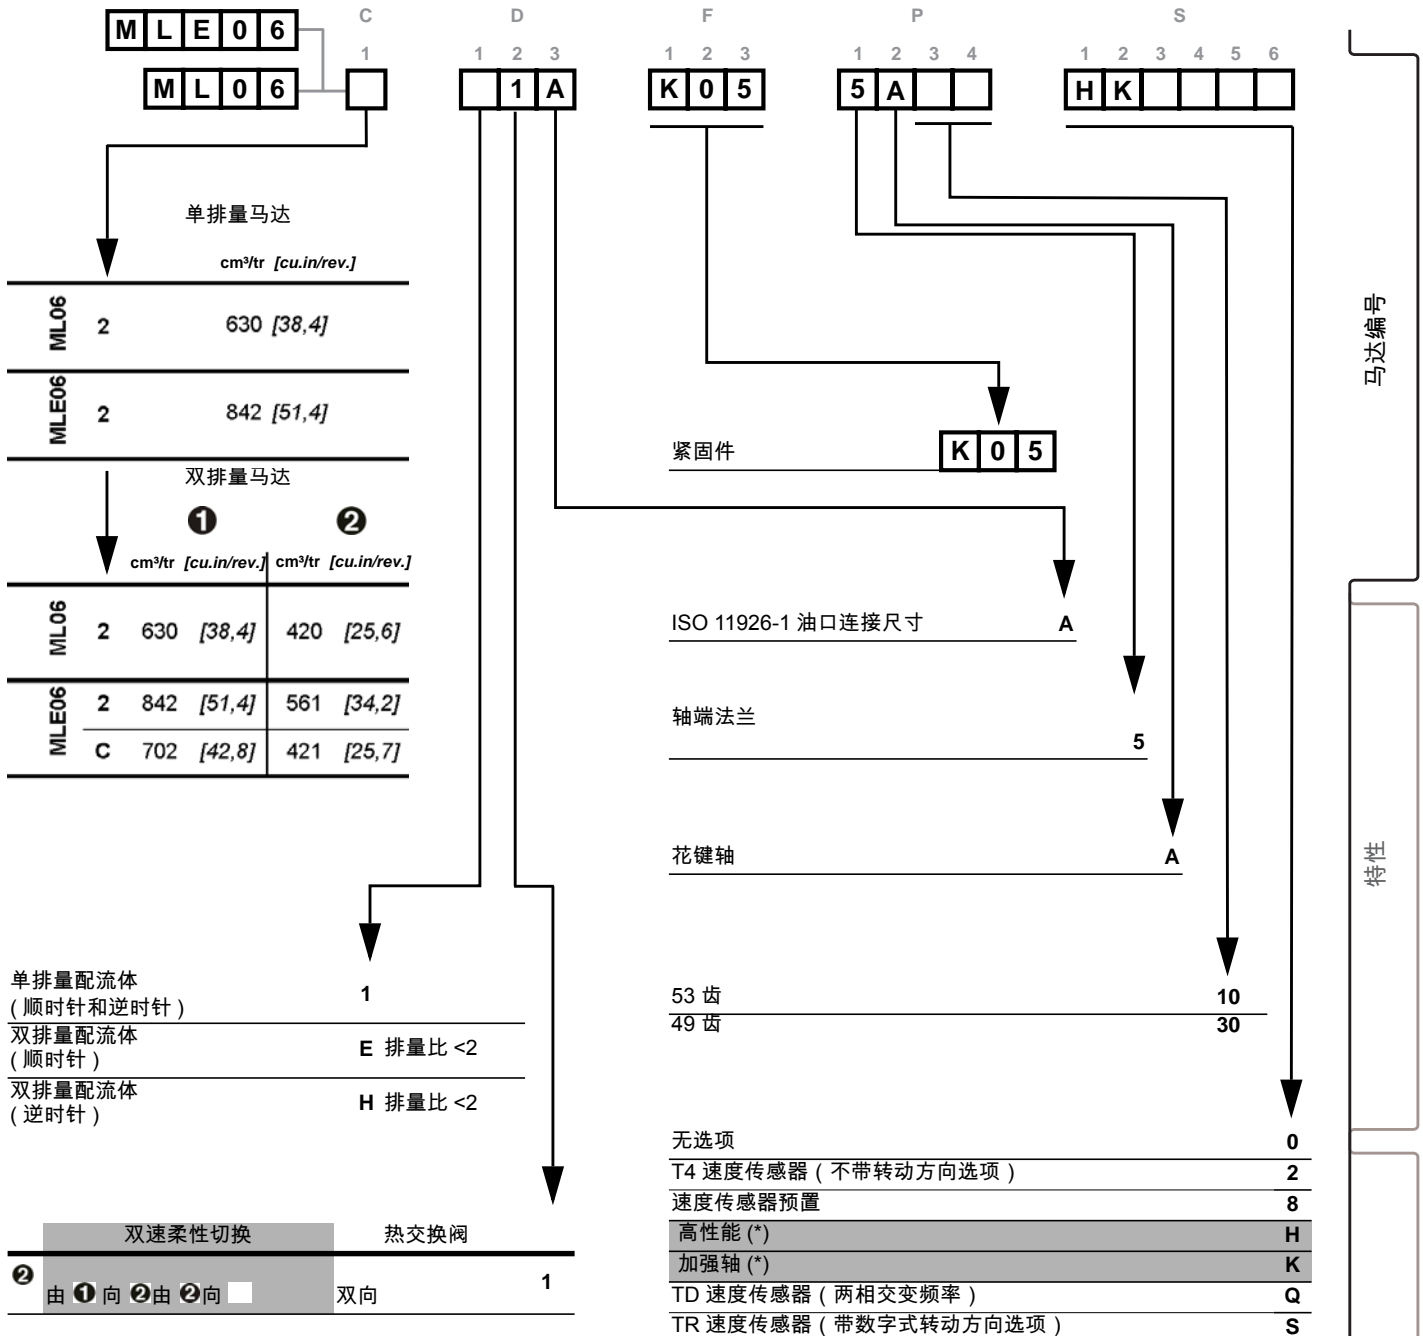 C D F P S
M L E 0 6
1 1 2 3 1 2 3 1 2 3 4 1 2 3 4 5 6
M L 0 6 1 A K 0 5 5 A H K
单排量马达
cm³/tr [cu.in/rev.]
ML06 2 630 [38,4]
MLE06 2 842 [51,4]
双排量马达
❶ ❷
cm³/tr [cu.in/rev.] cm³/tr [cu.in/rev.]
ML06 2 630 [38,4] 420 [25,6]
MLE06 2 842 [51,4] 561 [34,2]
C 702 [42,8] 421 [25,7]
单排量配流体
( 顺时针和逆时针 ) 1
双排量配流体
( 顺时针 ) E 排量比 <2
双排量配流体
( 逆时针 ) H 排量比 <2
双速柔性切换 热交换阀
❷ 由 ❶ 向 ❷由 ❷向 双向 1
紧固件 K 0 5
ISO 11926-1 油口连接尺寸 A
轴端法兰
5
花键轴 A
53 齿 10
49 齿 30
无选项 0
T4 速度传感器 ( 不带转动方向选项 ) 2
速度传感器预置 8
高性能 (*) H
加强轴 (*) K
TD 速度传感器 ( 两相交变频率 ) Q
TR 速度传感器 ( 带数字式转动方向选项 ) S
马达编号
特性